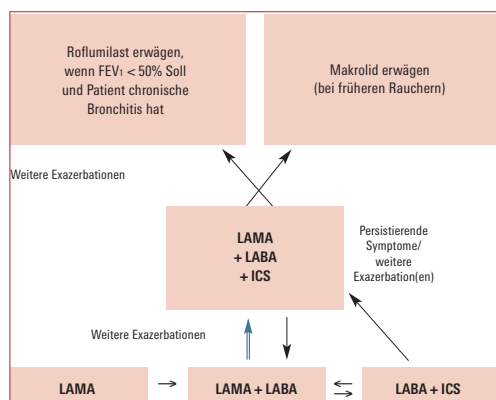 Roflumilast erwägen,
wenn FEV₁ < 50% Soll
und Patient chronische
Bronchitis hat
Makrolid erwägen
(bei früheren Rauchern)
Weitere Exazerbationen
LAMA
+ LABA
+ ICS
Persistierende
Symptome/
weitere
Exazerbation(en)
Weitere Exazerbationen
LAMA
LAMA + LABA
LABA + ICS